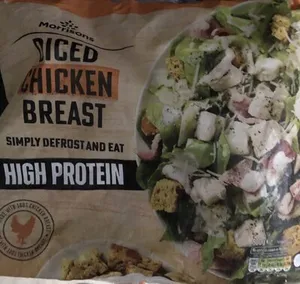 Morrisons
DICED
CHICKEN
BREAST
SIMPLY DEFROST AND EAT
HIGH PROTEIN